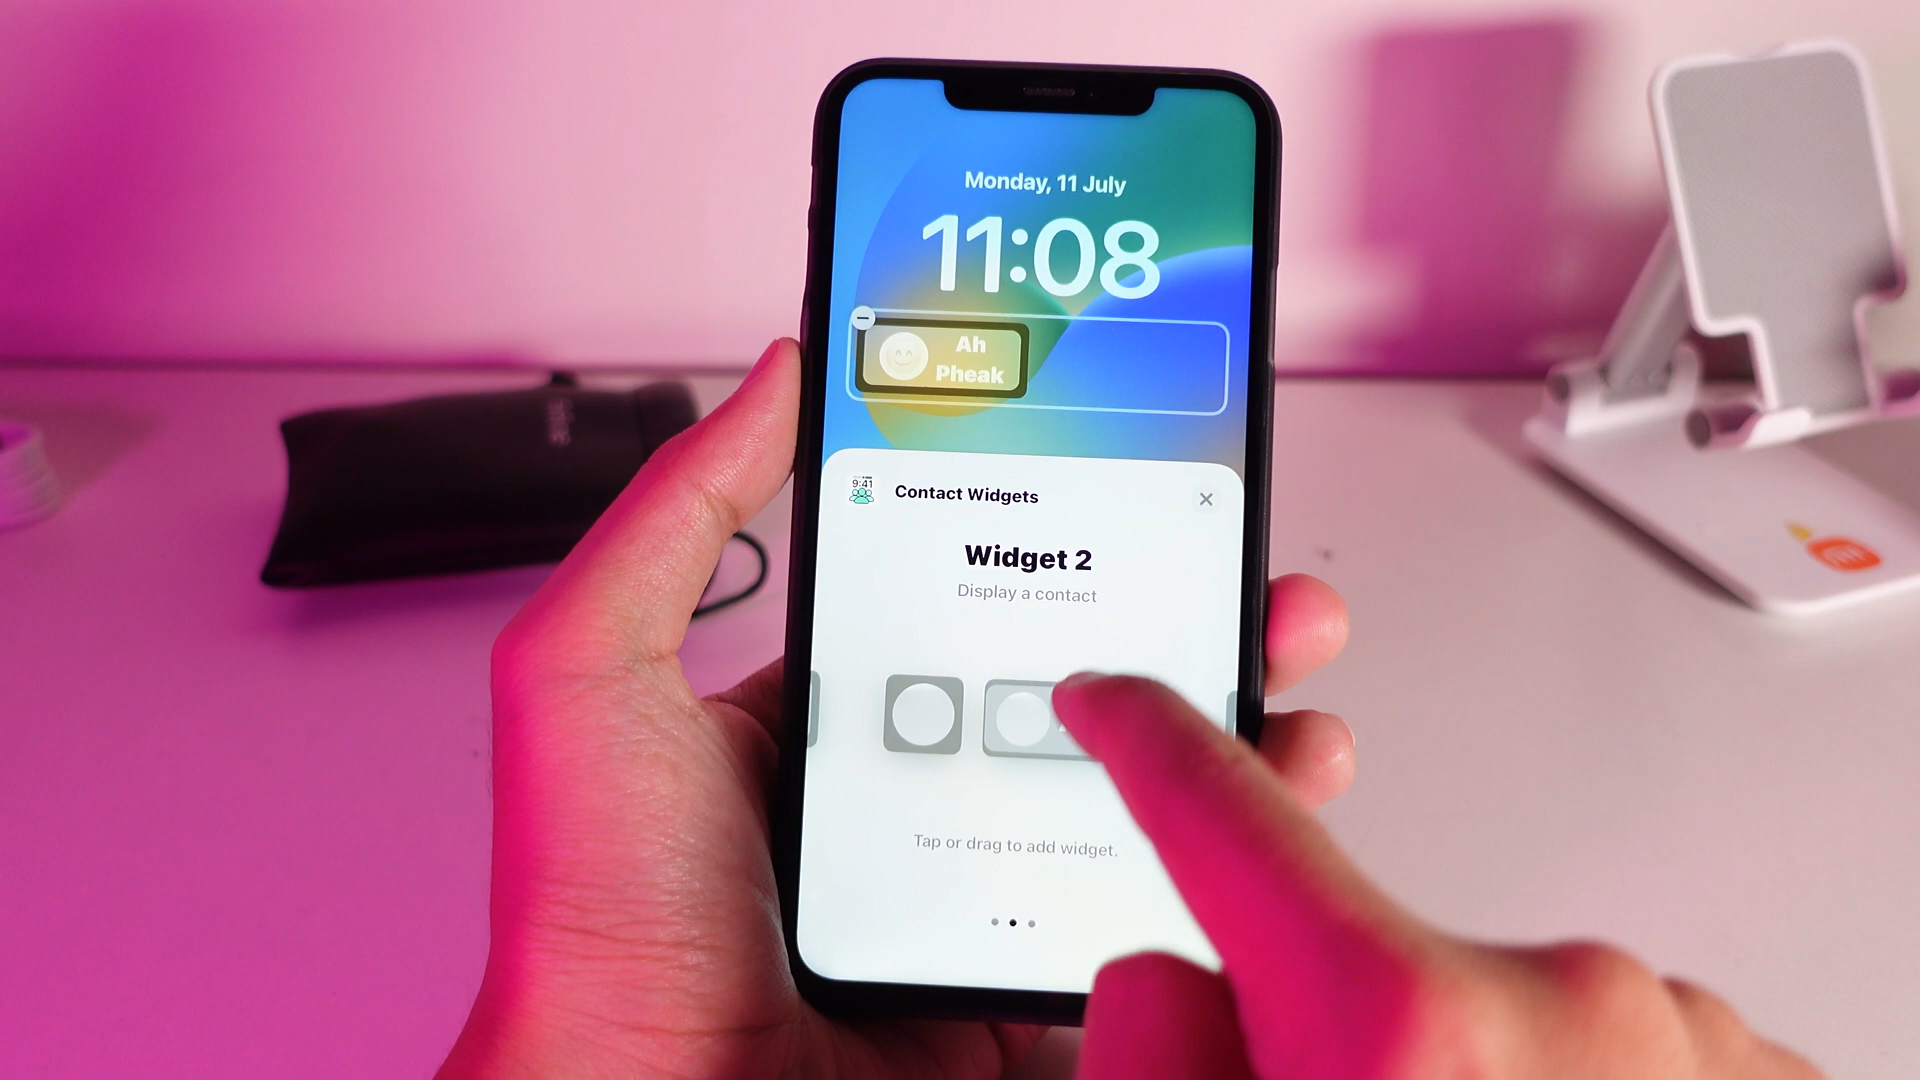 Monday, 11 July
11:08
Ah
Pheak
9:41
Contact Widgets
Widget 2
Display a contact
Tap or drag to add widget.